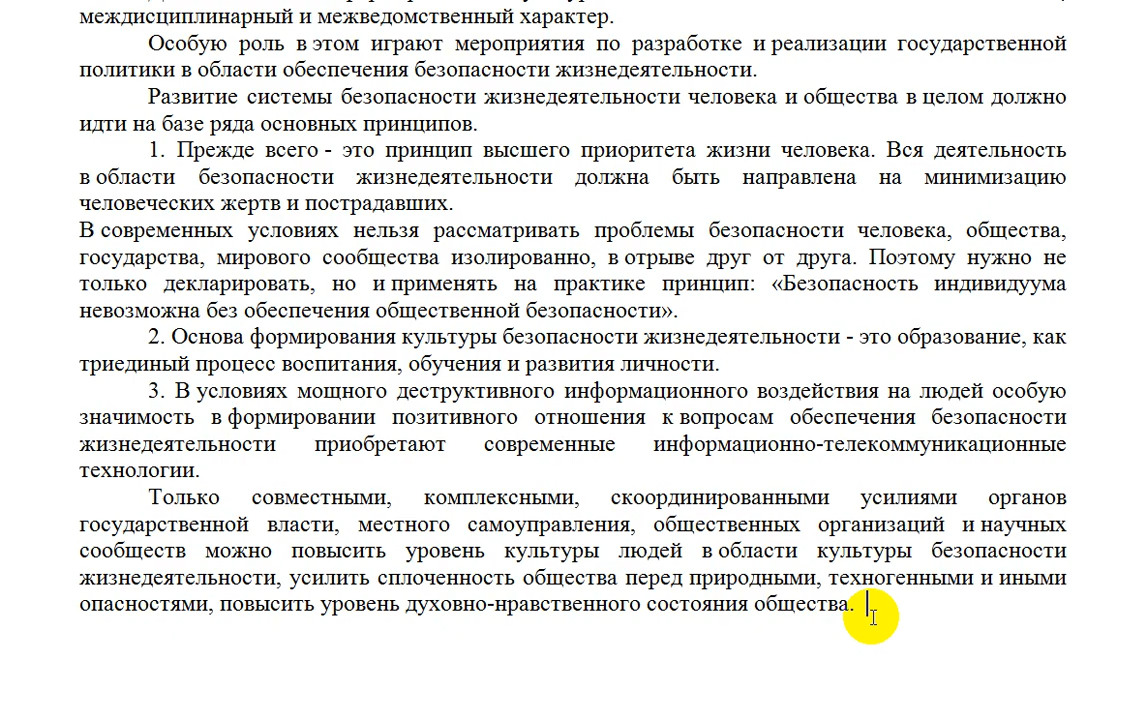 междисциплинарный и межведомственный характер.
Особую роль в этом играют мероприятия по разработке и реализации государственной
политики в области обеспечения безопасности жизнедеятельности.
Развитие системы безопасности жизнедеятельности человека и общества в целом должно
идти на базе ряда основных принципов.
1. Прежде всего - это принцип высшего приоритета жизни человека. Вся деятельность
в области безопасности жизнедеятельности должна быть направлена на минимизацию
человеческих жертв и пострадавших.
В современных условиях нельзя рассматривать проблемы безопасности человека, общества,
государства, мирового сообщества изолированно, в отрыве друг от друга. Поэтому нужно не
только декларировать, но и применять на практике принцип: «Безопасность индивидуума
невозможна без обеспечения общественной безопасности».
2. Основа формирования культуры безопасности жизнедеятельности - это образование, как
триединый процесс воспитания, обучения и развития личности.
3. В условиях мощного деструктивного информационного воздействия на людей особую
значимость в формировании позитивного отношения к вопросам обеспечения безопасности
жизнедеятельности приобретают современные информационно-телекоммуникационные
технологии.
Только совместными, комплексными, скоординированными усилиями органов
государственной власти, местного самоуправления, общественных организаций и научных
сообществ можно повысить уровень культуры людей в области культуры безопасности
жизнедеятельности, усилить сплоченность общества перед природными, техногенными и иными
опасностями, повысить уровень духовно-нравственного состояния общества.